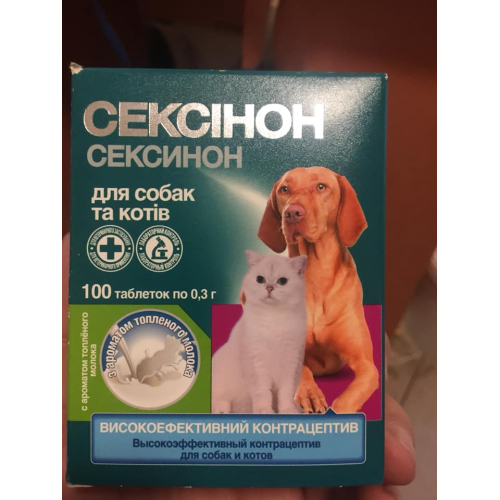 СЕКСІНОН
СЕКСИНОН
для собак
та котів
100 таблеток по 0,3 г
с ароматом топлёного
молока
з ароматом топленого молока
ВИСОКОЕФЕКТИВНИЙ КОНТРАЦЕПТИВ
Высокоэффективный контрацептив
для собак и котов